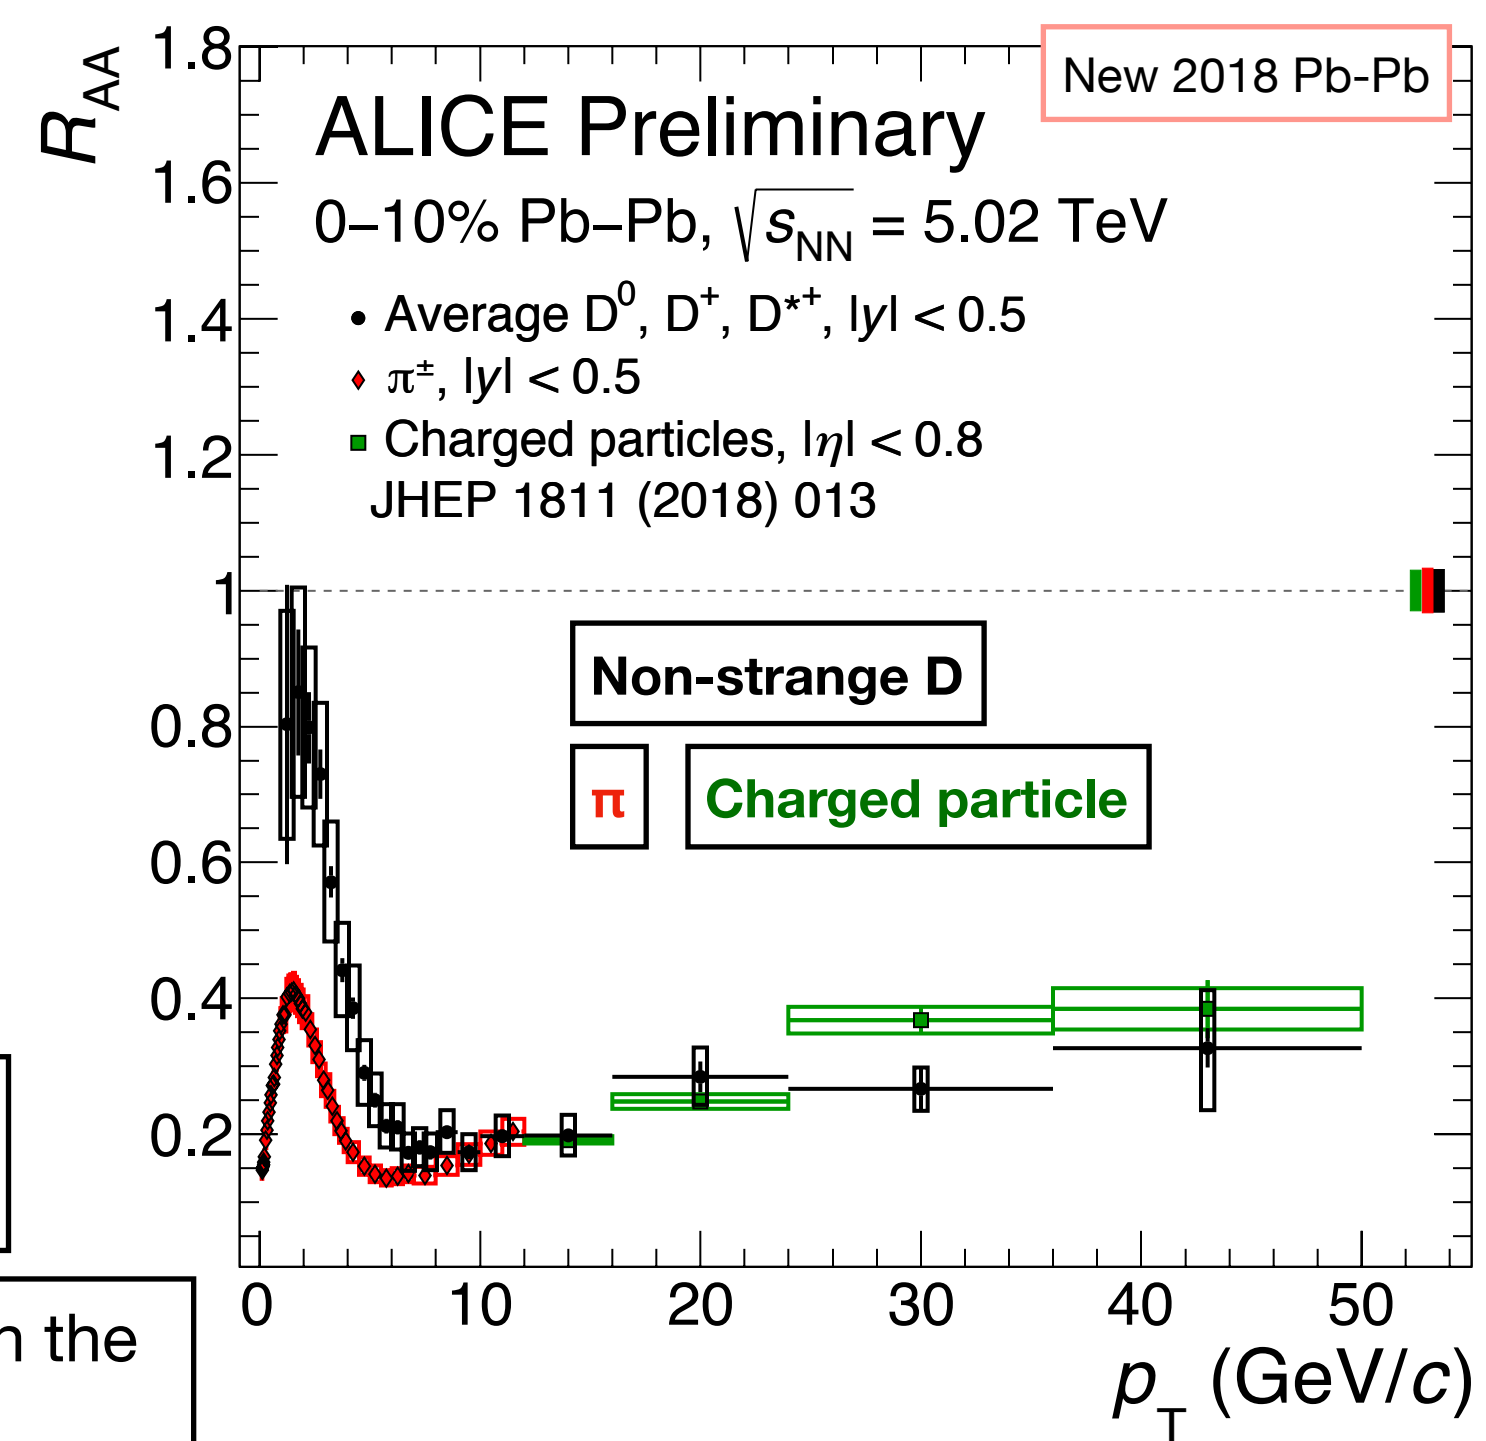 R_AA
New 2018 Pb-Pb
ALICE Preliminary
0–10% Pb–Pb, √s_NN = 5.02 TeV
Average D^0, D^+, D*^+, |y| < 0.5
π^±, |y| < 0.5
Charged particles, |η| < 0.8
JHEP 1811 (2018) 013
Non-strange D
π
Charged particle
1.8
1.6
1.4
1.2
1
0.8
0.6
0.4
0.2
0 10 20 30 40 50
p_T (GeV/c)
the